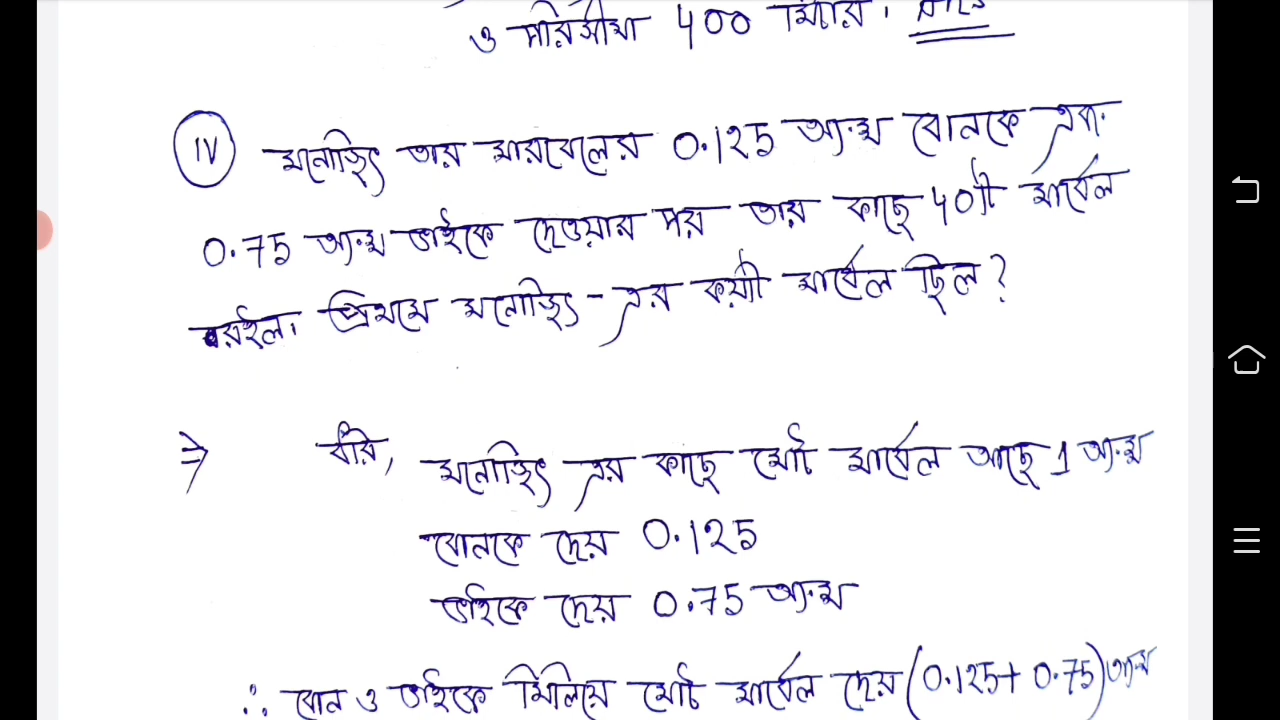 ও পরিসীমা 400 মিটার।
(iv) মনোজিৎ তার মারবেলের 0.125 অংশ বোনকে এবং
0.75 অংশ ভাইকে দেওয়ার পর তার কাছে 40টি মার্বেল
রইল। প্রথমে মনোজিৎ-এর কয়টি মার্বেল ছিল?
⇒ ধরি, মনোজিৎ এর কাছে মোট মার্বেল আছে 1 অংশ
বোনকে দেয় 0.125
ভাইকে দেয় 0.75 অংশ
∴ বোন ও ভাইকে মিলিয়ে মোট মার্বেল দেয় (0.125+ 0.75) অংশ